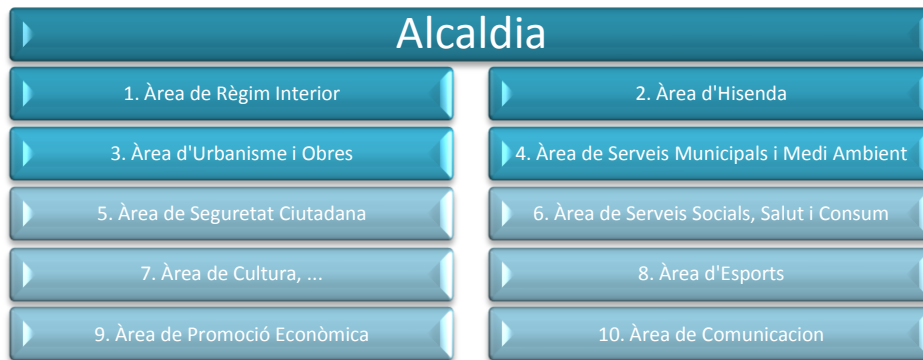 Alcaldia
1. Àrea de Règim Interior
2. Àrea d'Hisenda
3. Àrea d'Urbanisme i Obres
4. Àrea de Serveis Municipals i Medi Ambient
5. Àrea de Seguretat Ciutadana
6. Àrea de Serveis Socials, Salut i Consum
7. Àrea de Cultura, ...
8. Àrea d'Esports
9. Àrea de Promoció Econòmica
10. Àrea de Comunicacion